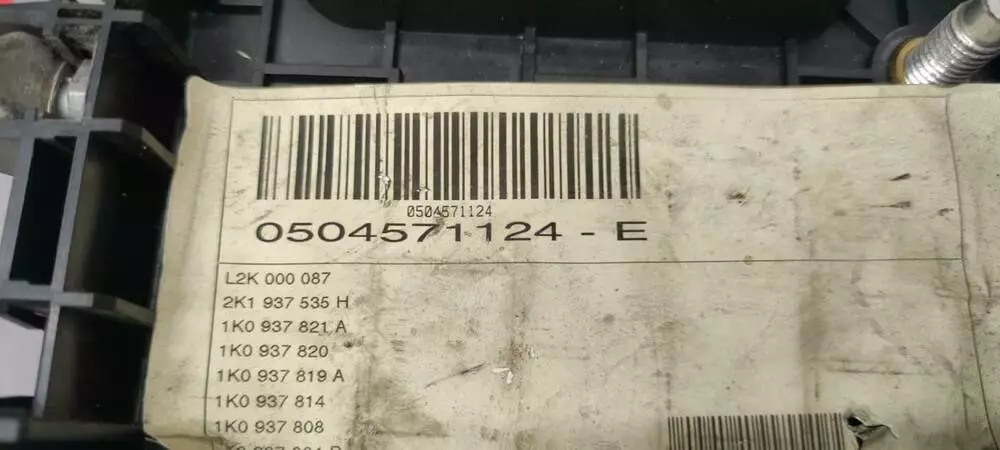 0504571124
0504571124 - E
L2K 000 087
2K1 937 535 H
1K0 937 821 A
1K0 937 820
1K0 937 819 A
1K0 937 814
1K0 937 808